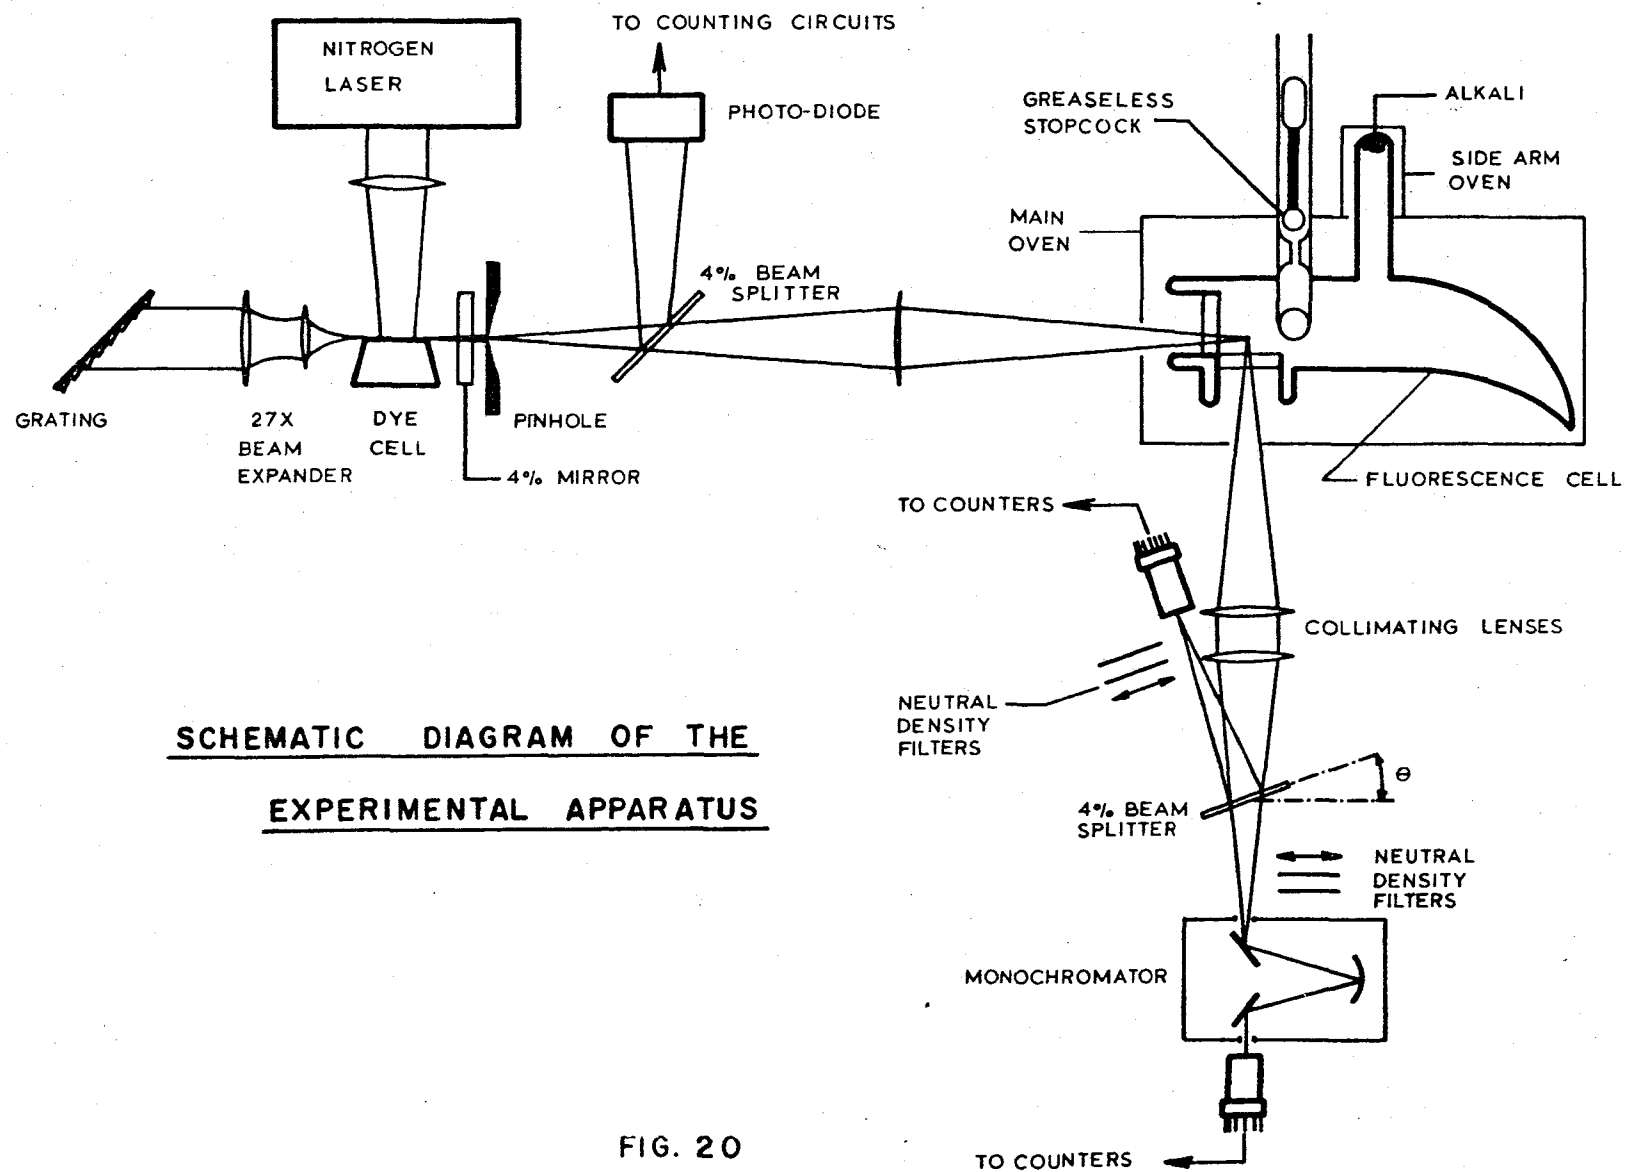 TO COUNTING CIRCUITS
NITROGEN
LASER
PHOTO-DIODE
GREASELESS
STOPCOCK
ALKALI
SIDE ARM
OVEN
MAIN
OVEN
4% BEAM
SPLITTER
GRATING
27X
BEAM
EXPANDER
DYE
CELL
PINHOLE
4% MIRROR
FLUORESCENCE CELL
TO COUNTERS
COLLIMATING LENSES
NEUTRAL
DENSITY
FILTERS
SCHEMATIC DIAGRAM OF THE
EXPERIMENTAL APPARATUS
θ
4% BEAM
SPLITTER
NEUTRAL
DENSITY
FILTERS
MONOCHROMATOR
FIG. 20
TO COUNTERS